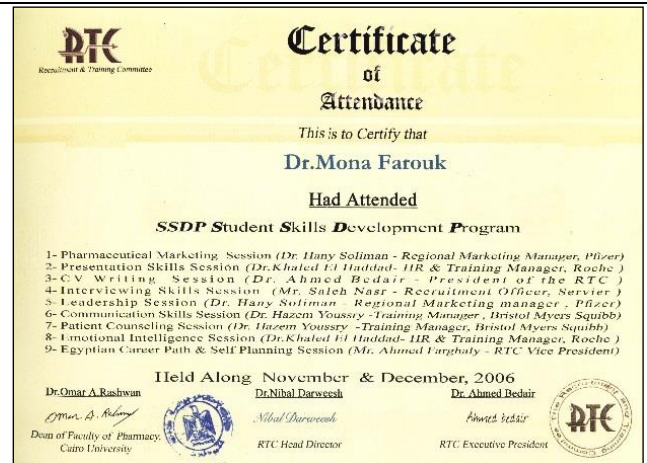 RTC
Recruitment & Training Committee
Certificate
of
Attendance
This is to Certify that
Dr.Mona Farouk
Had Attended
SSDP Student Skills Development Program
1- Pharmaceutical Marketing Session (Dr. Hany Soliman - Regional Marketing Manager, Pfizer)
2- Presentation Skills Session (Dr.Khaled El Haddad- HR & Training Manager, Roche )
3-CV Writing Session (Dr. Ahmed Bedair - President of the RTC )
4-Interviewing Skills Session (Mr. Saleh Nasr - Recruitment Officer, Servier )
5- Leadership Session (Dr. Hany Soliman - Regional Marketing manager , Pfizer)
6- Communication Skills Session (Dr. Hazem Youssry -Training Manager , Bristol Myers Squibb)
7- Patient Counseling Session (Dr. Hazem Youssry -Training Manager, Bristol Myers Squibb)
8- Emotional Intelligence Session (Dr.Khaled El Haddad- HR & Training Manager, Roche )
9- Egyptian Career Path & Self Planning Session (Mr. Ahmed Farghaly - RTC Vice President)
Held Along November & December, 2006
Dr.Omar A.Rashwan Dr.Nibal Darweesh Dr. Ahmed Bedair
Nibal Darweesh Ahmed bedair
Dean of Faculty of Pharmacy, RTC Head Director RTC Executive President
Cairo University
RTC